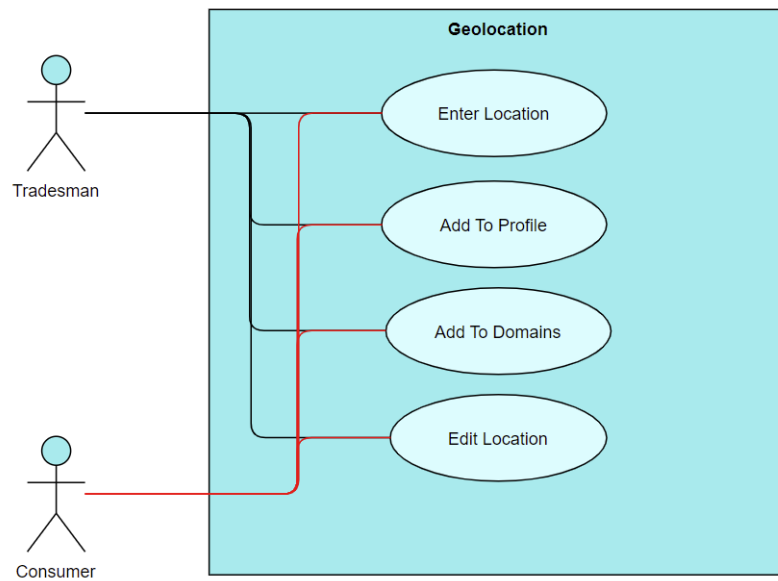 Geolocation
Enter Location
Tradesman
Add To Profile
Add To Domains
Edit Location
Consumer